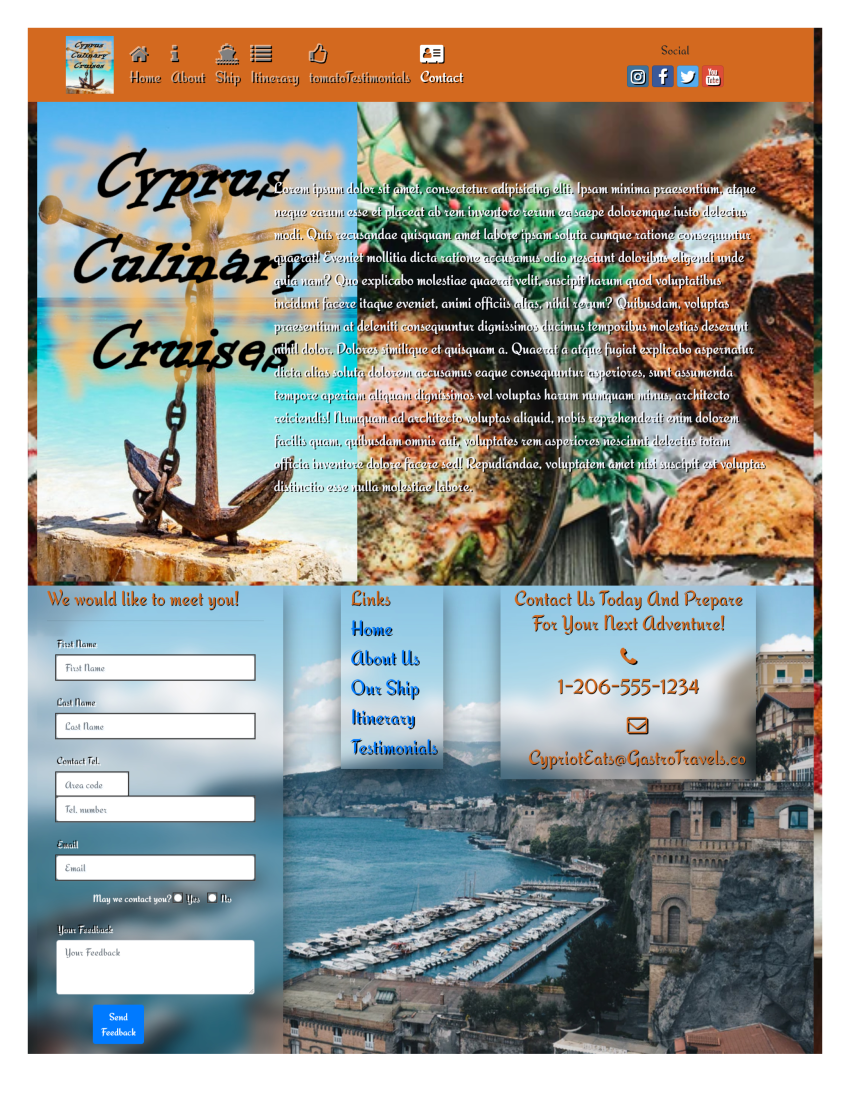 Cyprus
Culinary
Cruises
Home About Ship Itinerary tomatoTestimonials Contact
Social
You
Tube
Cyprus
Culinary
Cruises
Lorem ipsum dolor sit amet, consectetur adipisicing elit. Ipsam minima praesentium, atque
neque earum esse et placeat ab rem inventore rerum ea saepe doloremque iusto delectus
modi. Quis recusandae quisquam amet labore ipsam soluta cumque ratione consequuntur
quaerat! Eveniet mollitia dicta ratione accusamus odio nesciunt doloribus eligendi unde
quia nam? Quo explicabo molestiae quaerat velit, suscipit harum quod voluptatibus
incidunt facere itaque eveniet, animi officiis alias, nihil rerum? Quibusdam, voluptas
praesentium at deleniti consequuntur dignissimos ducimus temporibus molestias deserunt
nihil dolor. Dolores similique et quisquam a. Quaerat a atque fugiat explicabo aspernatur
dicta alias soluta dolorem accusamus eaque consequuntur asperiores, sunt assumenda
tempore aperiam aliquam dignissimos vel voluptas harum numquam minus, architecto
reiciendis! Numquam ad architecto voluptas aliquid, nobis reprehenderit enim dolorem
facilis quam, quibusdam omnis aut, voluptates rem asperiores nesciunt delectus totam
officia inventore dolore facere sed! Repudiandae, voluptatem amet nisi suscipit est voluptas
distinctio esse nulla molestiae labore.
We would like to meet you!
First Name
First Name
Last Name
Last Name
Contact Tel.
Area code
Tel. number
Email
Email
May we contact you? Yes No
Your Feedback
Your Feedback
Send
Feedback
Links
Home
About Us
Our Ship
Itinerary
Testimonials
Contact Us Today And Prepare
For Your Next Adventure!
1-206-555-1234
CypriotEats@GastroTravels.co